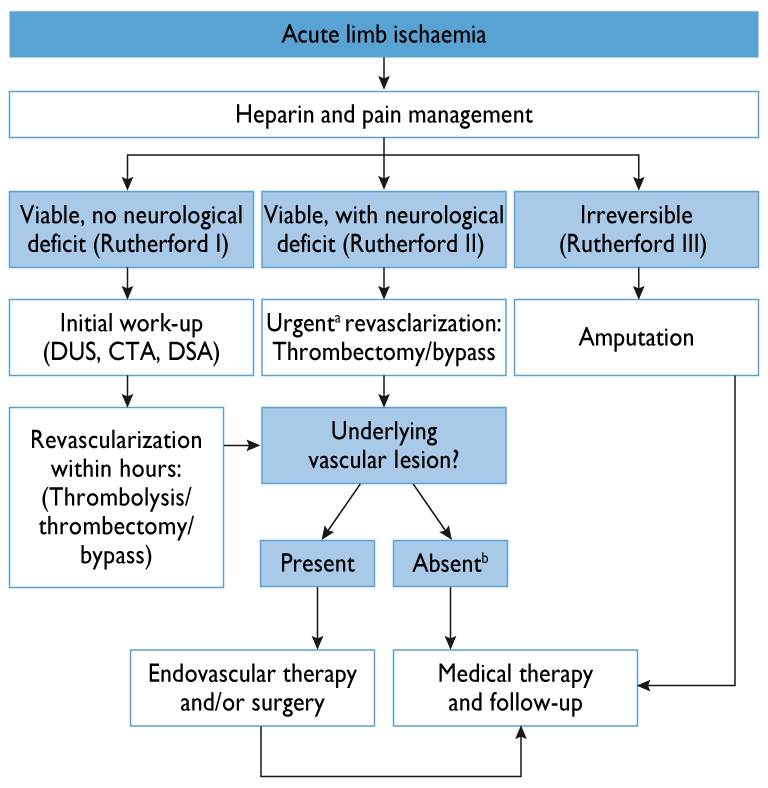 Acute limb ischaemia
Heparin and pain management
Viable, no neurological
deficit (Rutherford I)
Viable, with neurological
deficit (Rutherford II)
Irreversible
(Rutherford III)
Initial work-up
(DUS, CTA, DSA)
Urgentᵃ revasclarization:
Thrombectomy/bypass
Amputation
Revascularization
within hours:
(Thrombolysis/
thrombectomy/
bypass)
Underlying
vascular lesion?
Present
Absentᵇ
Endovascular therapy
and/or surgery
Medical therapy
and follow-up